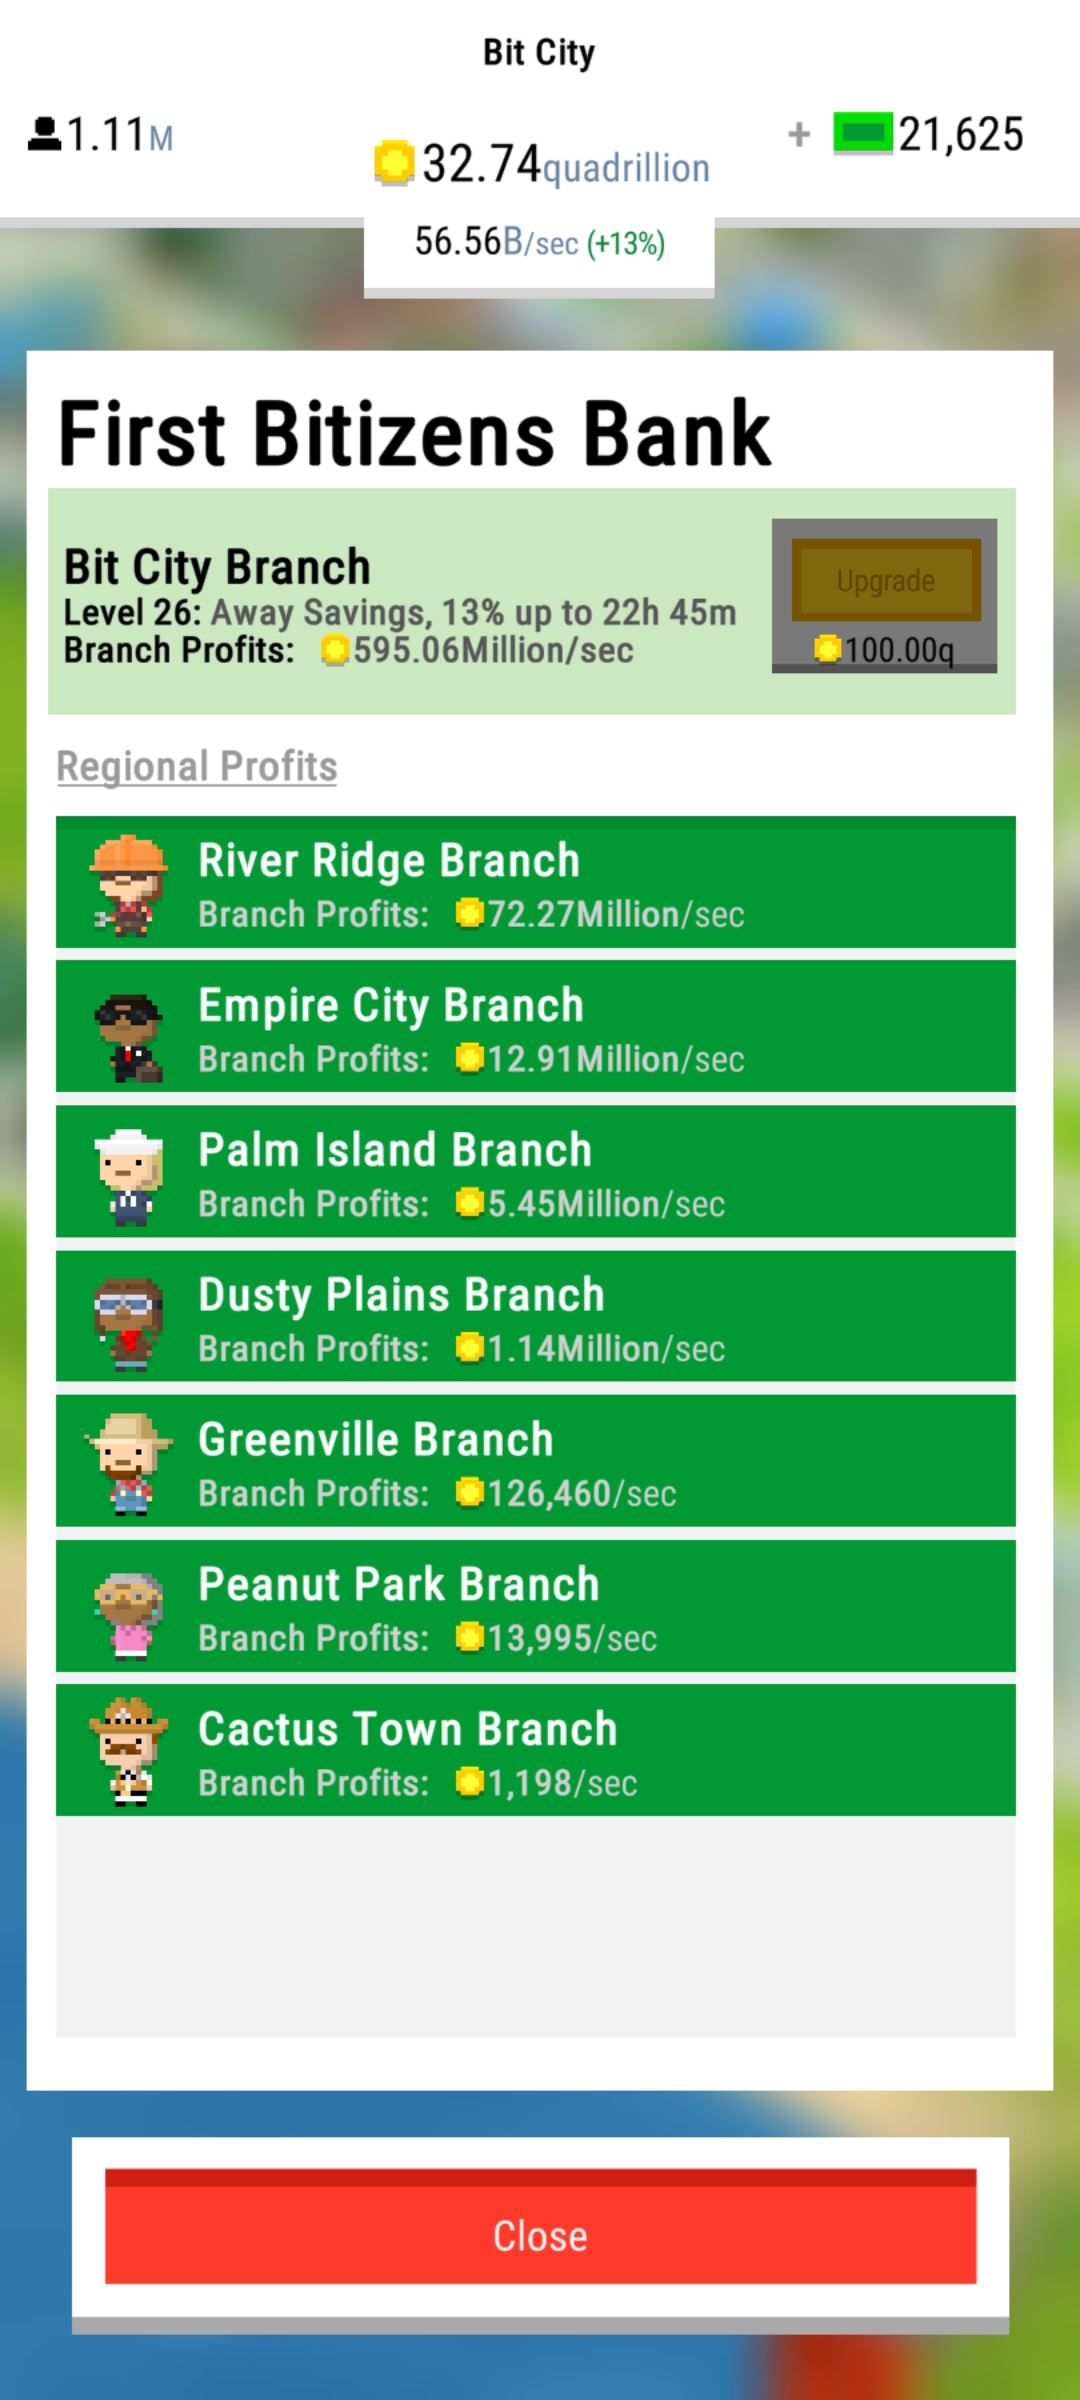 Bit City
1.11M
32.74quadrillion
+ 21,625
56.56B/sec (+13%)
First Bitizens Bank
Bit City Branch
Level 26: Away Savings, 13% up to 22h 45m
Branch Profits: 595.06Million/sec
Upgrade
100.00q
Regional Profits
River Ridge Branch
Branch Profits: 72.27Million/sec
Empire City Branch
Branch Profits: 12.91Million/sec
Palm Island Branch
Branch Profits: 5.45Million/sec
Dusty Plains Branch
Branch Profits: 1.14Million/sec
Greenville Branch
Branch Profits: 126,460/sec
Peanut Park Branch
Branch Profits: 13,995/sec
Cactus Town Branch
Branch Profits: 1,198/sec
Close